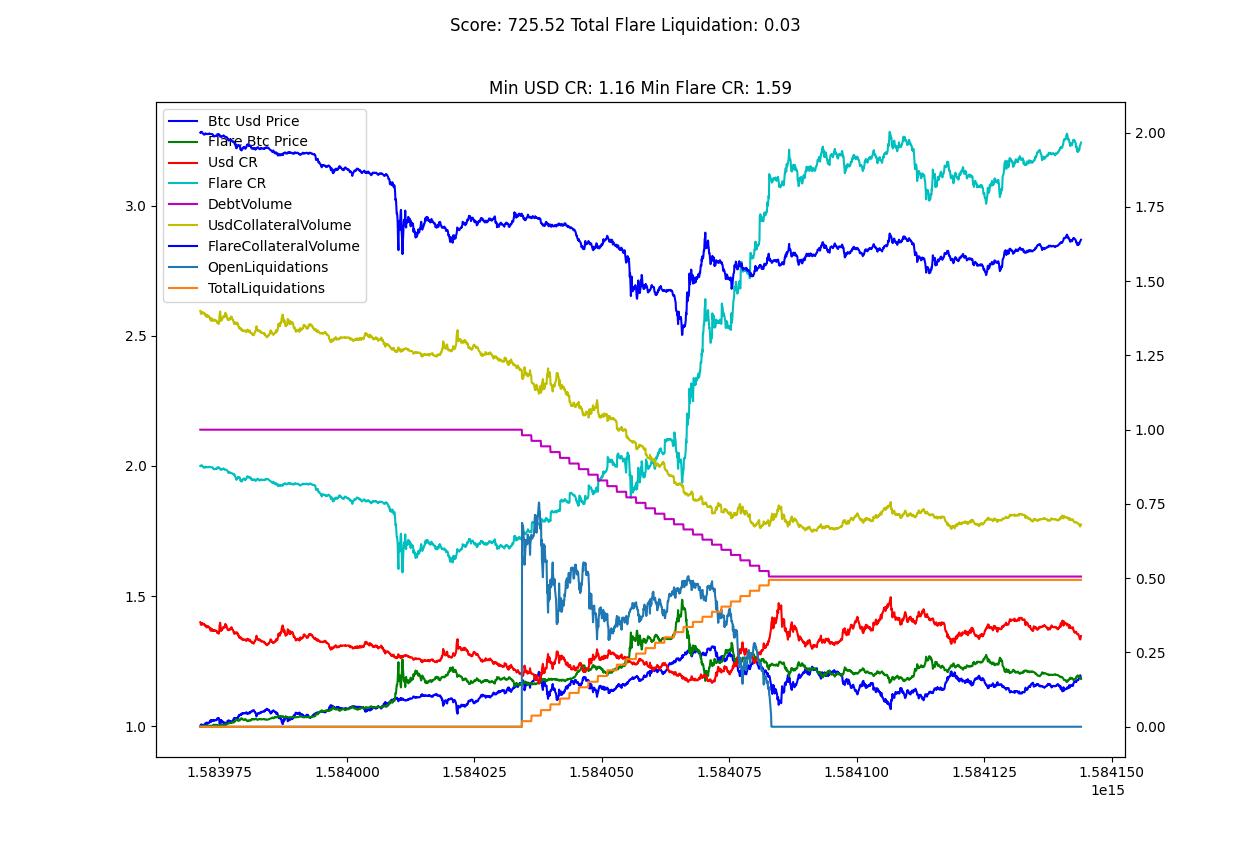 Score: 725.52 Total Flare Liquidation: 0.03
Min USD CR: 1.16 Min Flare CR: 1.59
Btc Usd Price
Flare Btc Price
Usd CR
Flare CR
DebtVolume
UsdCollateralVolume
FlareCollateralVolume
OpenLiquidations
TotalLiquidations
3.0
2.5
2.0
1.5
1.0
2.00
1.75
1.50
1.25
1.00
0.75
0.50
0.25
0.00
1.583975
1.584000
1.584025
1.584050
1.584075
1.584100
1.584125
1.584150
1e15